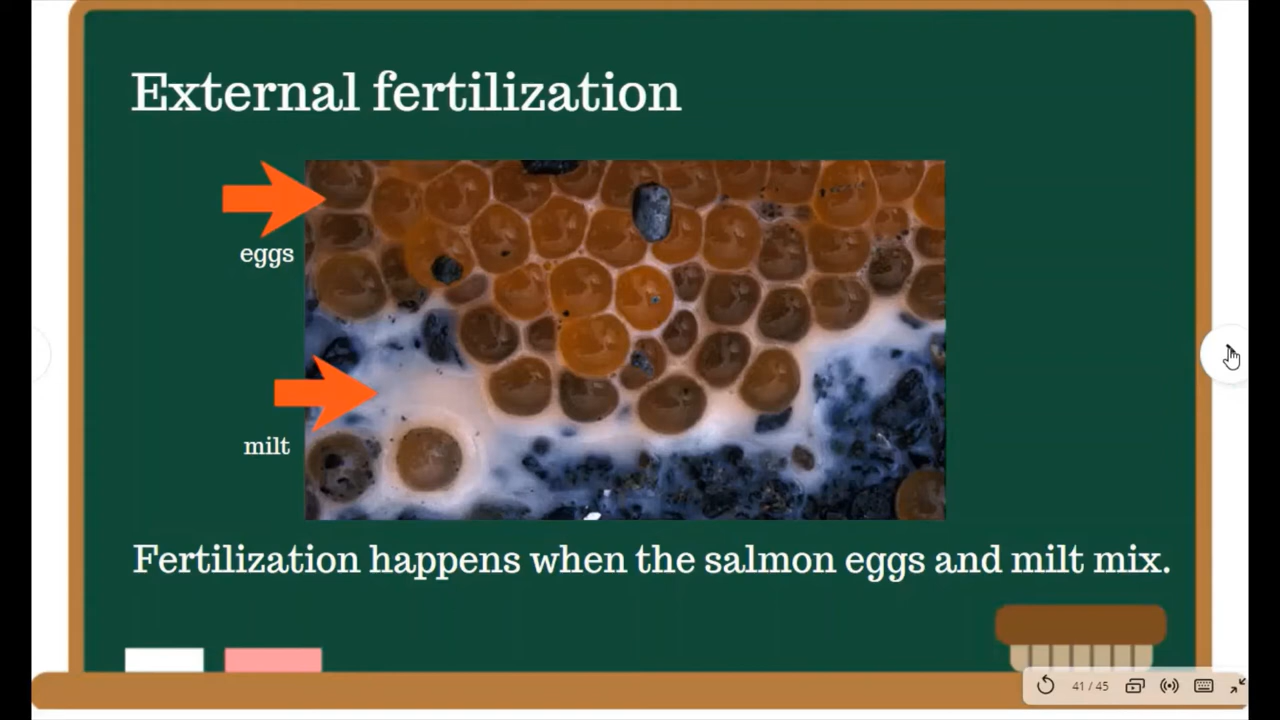 External fertilization
eggs
milt
Fertilization happens when the salmon eggs and milt mix.
41 / 45